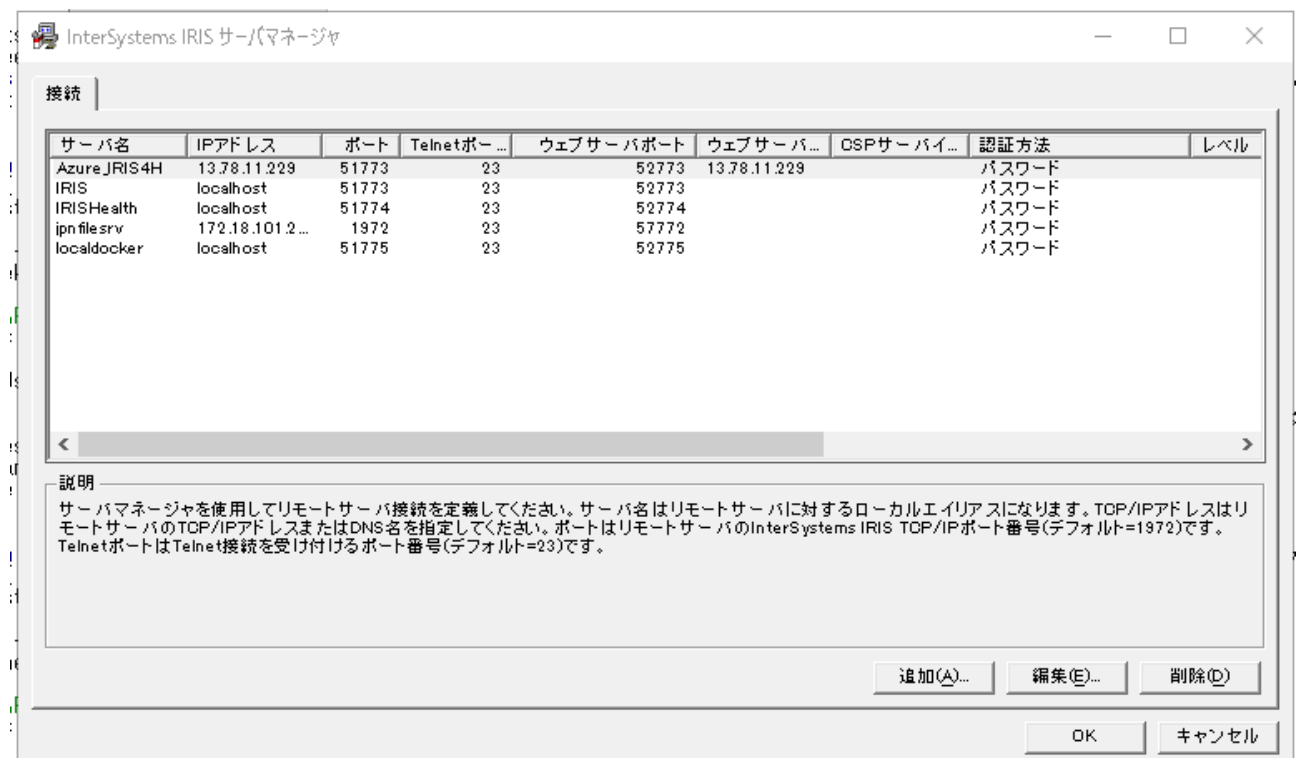 InterSystems IRIS サーバマネージャ
接続
サーバ名 IPアドレス ポート Telnetポー... ウェブサーバポート ウェブサーバ... CSPサーバイ... 認証方法 レベル
Azure_IRIS4H 13.78.11.229 51773 23 52773 13.78.11.229 パスワード
IRIS localhost 51773 23 52773 パスワード
IRISHealth localhost 51774 23 52774 パスワード
jpnfilesrv 172.18.101.2... 1972 23 57772 パスワード
localdocker localhost 51775 23 52775 パスワード
説明
サーバマネージャを使用してリモートサーバ接続を定義してください。サーバ名はリモートサーバに対するローカルエイリアスになります。TCP/IPアドレスはリ
モートサーバのTCP/IPアドレスまたはDNS名を指定してください。ポートはリモートサーバのInterSystems IRIS TCP/IPポート番号(デフォルト=1972)です。
TelnetポートはTelnet接続を受け付けるポート番号(デフォルト=23)です。
追加(A)... 編集(E)... 削除(D)
OK キャンセル